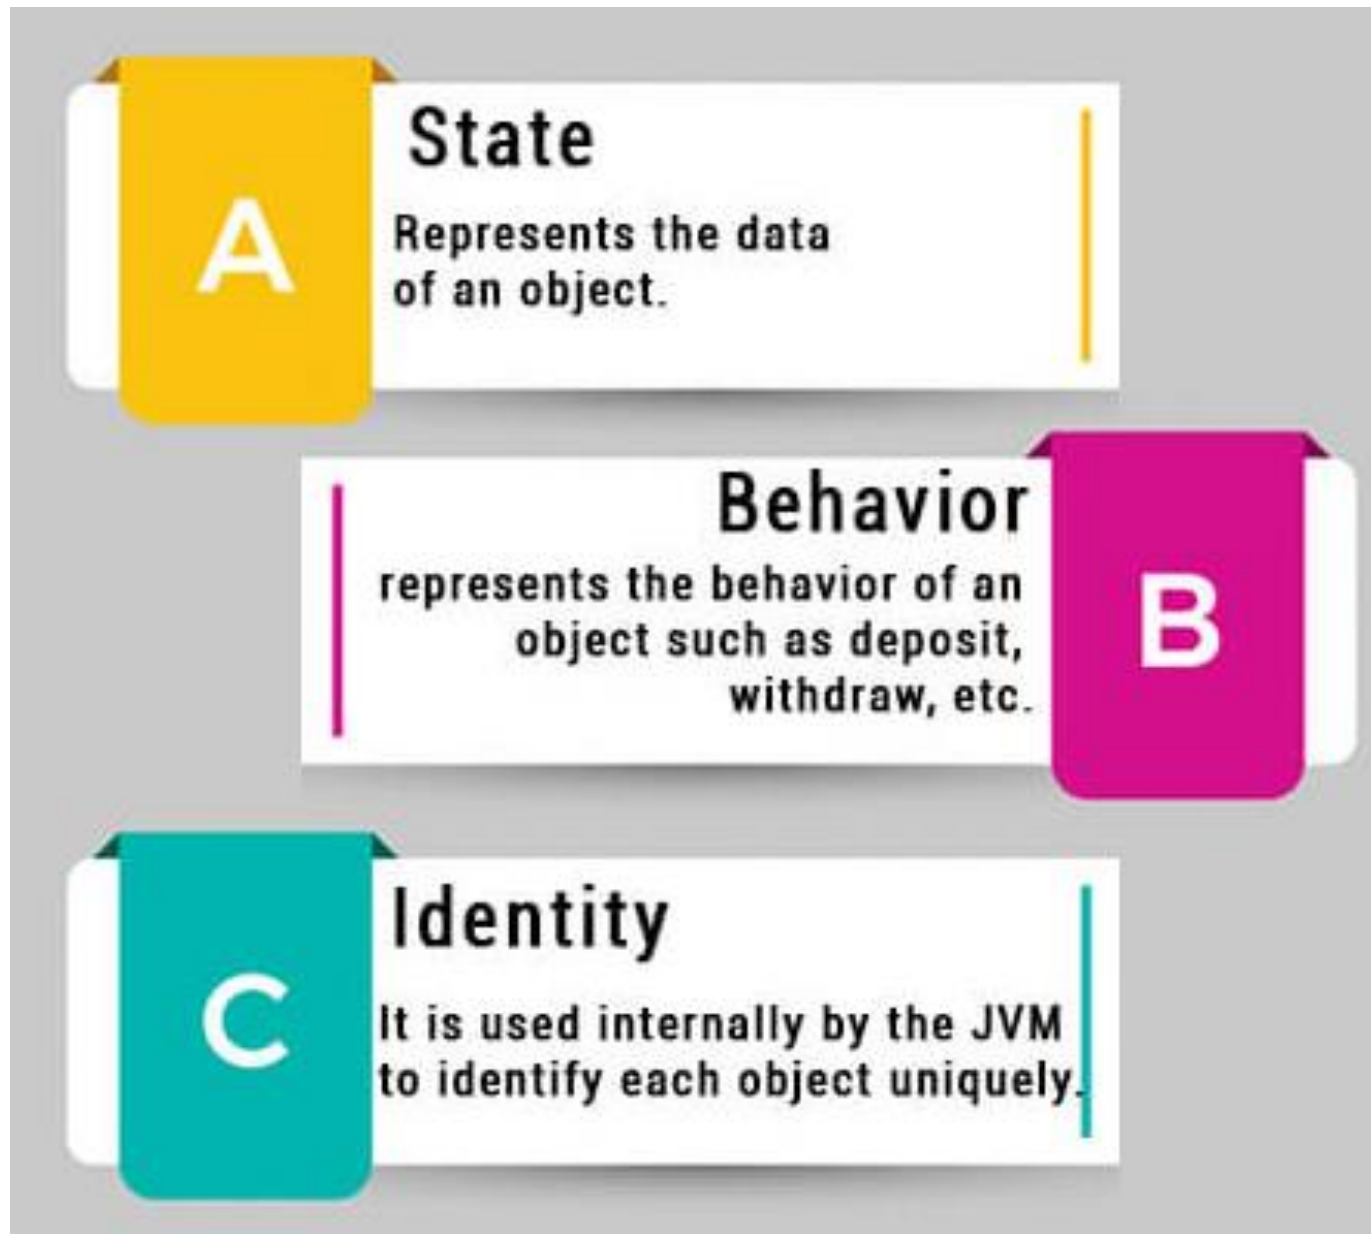 A
State
Represents the data
of an object.
Behavior
represents the behavior of an
object such as deposit,
withdraw, etc.
B
C
Identity
It is used internally by the JVM
to identify each object uniquely.